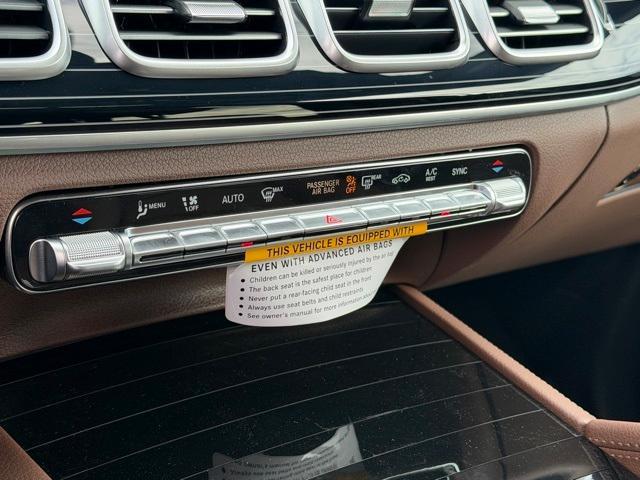 MENU OFF AUTO MAX PASSENGER AIR BAG OFF REAR A/C REST SYNC
THIS VEHICLE IS EQUIPPED WITH
EVEN WITH ADVANCED AIR BAGS
• Children can be killed or seriously injured by the air bag
• The back seat is the safest place for children
• Never put a rear-facing child seat in the front
• Always use seat belts and child restraints
• See owner's manual for more information about